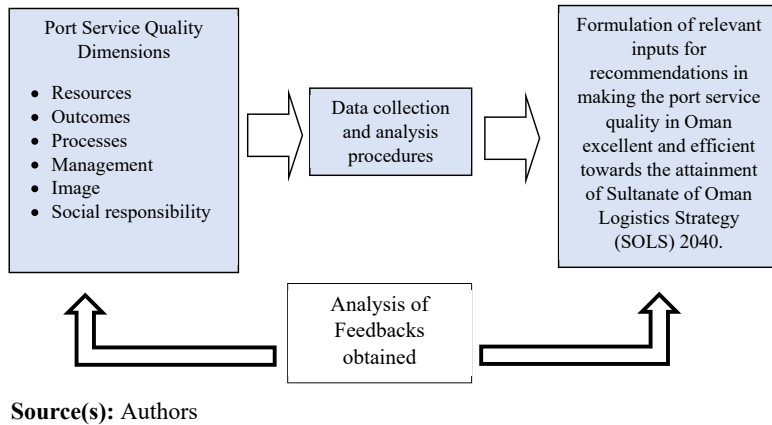 Port Service Quality
Dimensions
• Resources
• Outcomes
• Processes
• Management
• Image
• Social responsibility
Data collection
and analysis
procedures
Formulation of relevant
inputs for
recommendations in
making the port service
quality in Oman
excellent and efficient
towards the attainment
of Sultanate of Oman
Logistics Strategy
(SOLS) 2040.
Analysis of
Feedbacks
obtained
Source(s): Authors